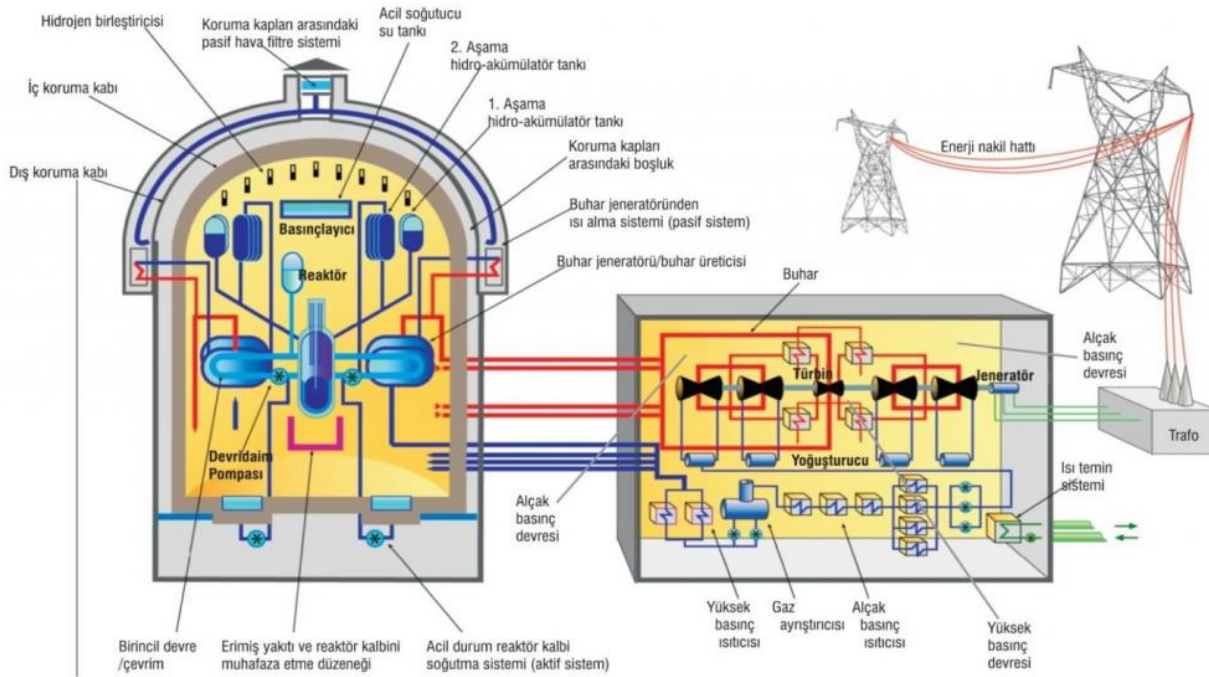 Hidrojen birleştiricisi
Koruma kapları arasındaki
pasif hava filtre sistemi
Acil soğutucu
su tankı
2. Aşama
hidro-akümülatör tankı
1. Aşama
hidro-akümülatör tankı
İç koruma kabı
Dış koruma kabı
Koruma kapları
arasındaki boşluk
Buhar jeneratöründen
ısı alma sistemi (pasif sistem)
Buhar jeneratörü/buhar üreticisi
Basınçlayıcı
Reaktör
Devridaim
Pompası
Birincil devre
/çevrim
Erimiş yakıtı ve reaktör kalbini
muhafaza etme düzeneği
Acil durum reaktör kalbi
soğutma sistemi (aktif sistem)
Enerji nakil hattı
Buhar
Türbin
Jeneratör
Alçak
basınç
devresi
Trafo
Yoğuşturucu
Isı temin
sistemi
Alçak
basınç
devresi
Yüksek
basınç
ısıtıcısı
Gaz
ayrıştırıcısı
Alçak
basınç
ısıtıcısı
Yüksek
basınç
devresi